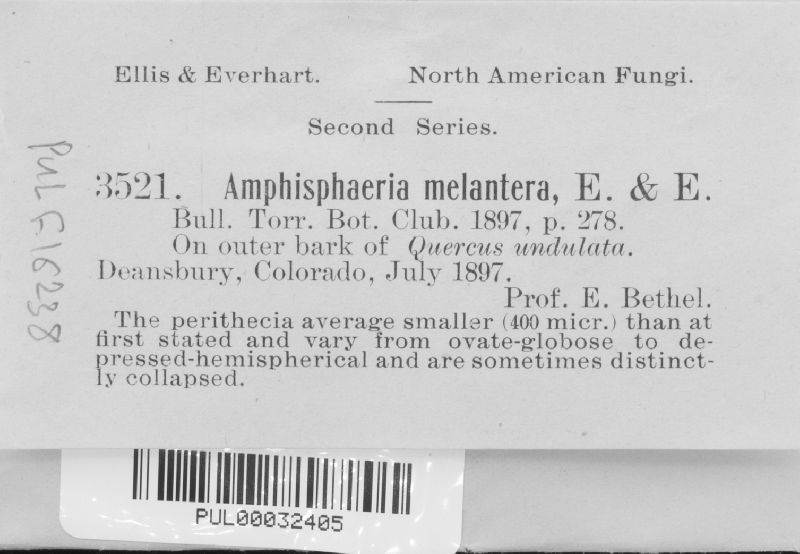 Ellis & Everhart. North American Fungi.
Second Series.
3521. Amphisphaeria melantera, E. & E.
Bull. Torr. Bot. Club. 1897, p. 278.
On outer bark of Quercus undulata.
Deansbury, Colorado, July 1897.
Prof. E. Bethel.
The perithecia average smaller (400 micr.) than at
first stated and vary from ovate-globose to de-
pressed-hemispherical and are sometimes distinct-
ly collapsed.
PUL F16238
PUL00032405